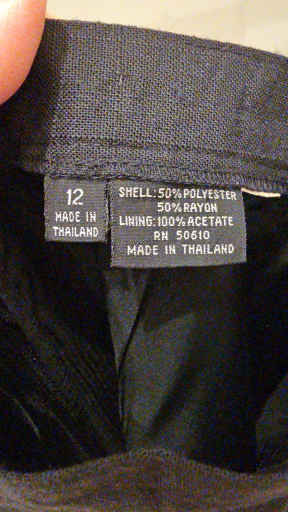 12
MADE IN
THAILAND
SHELL: 50% POLYESTER
50% RAYON
LINING: 100% ACETATE
RN 50610
MADE IN THAILAND